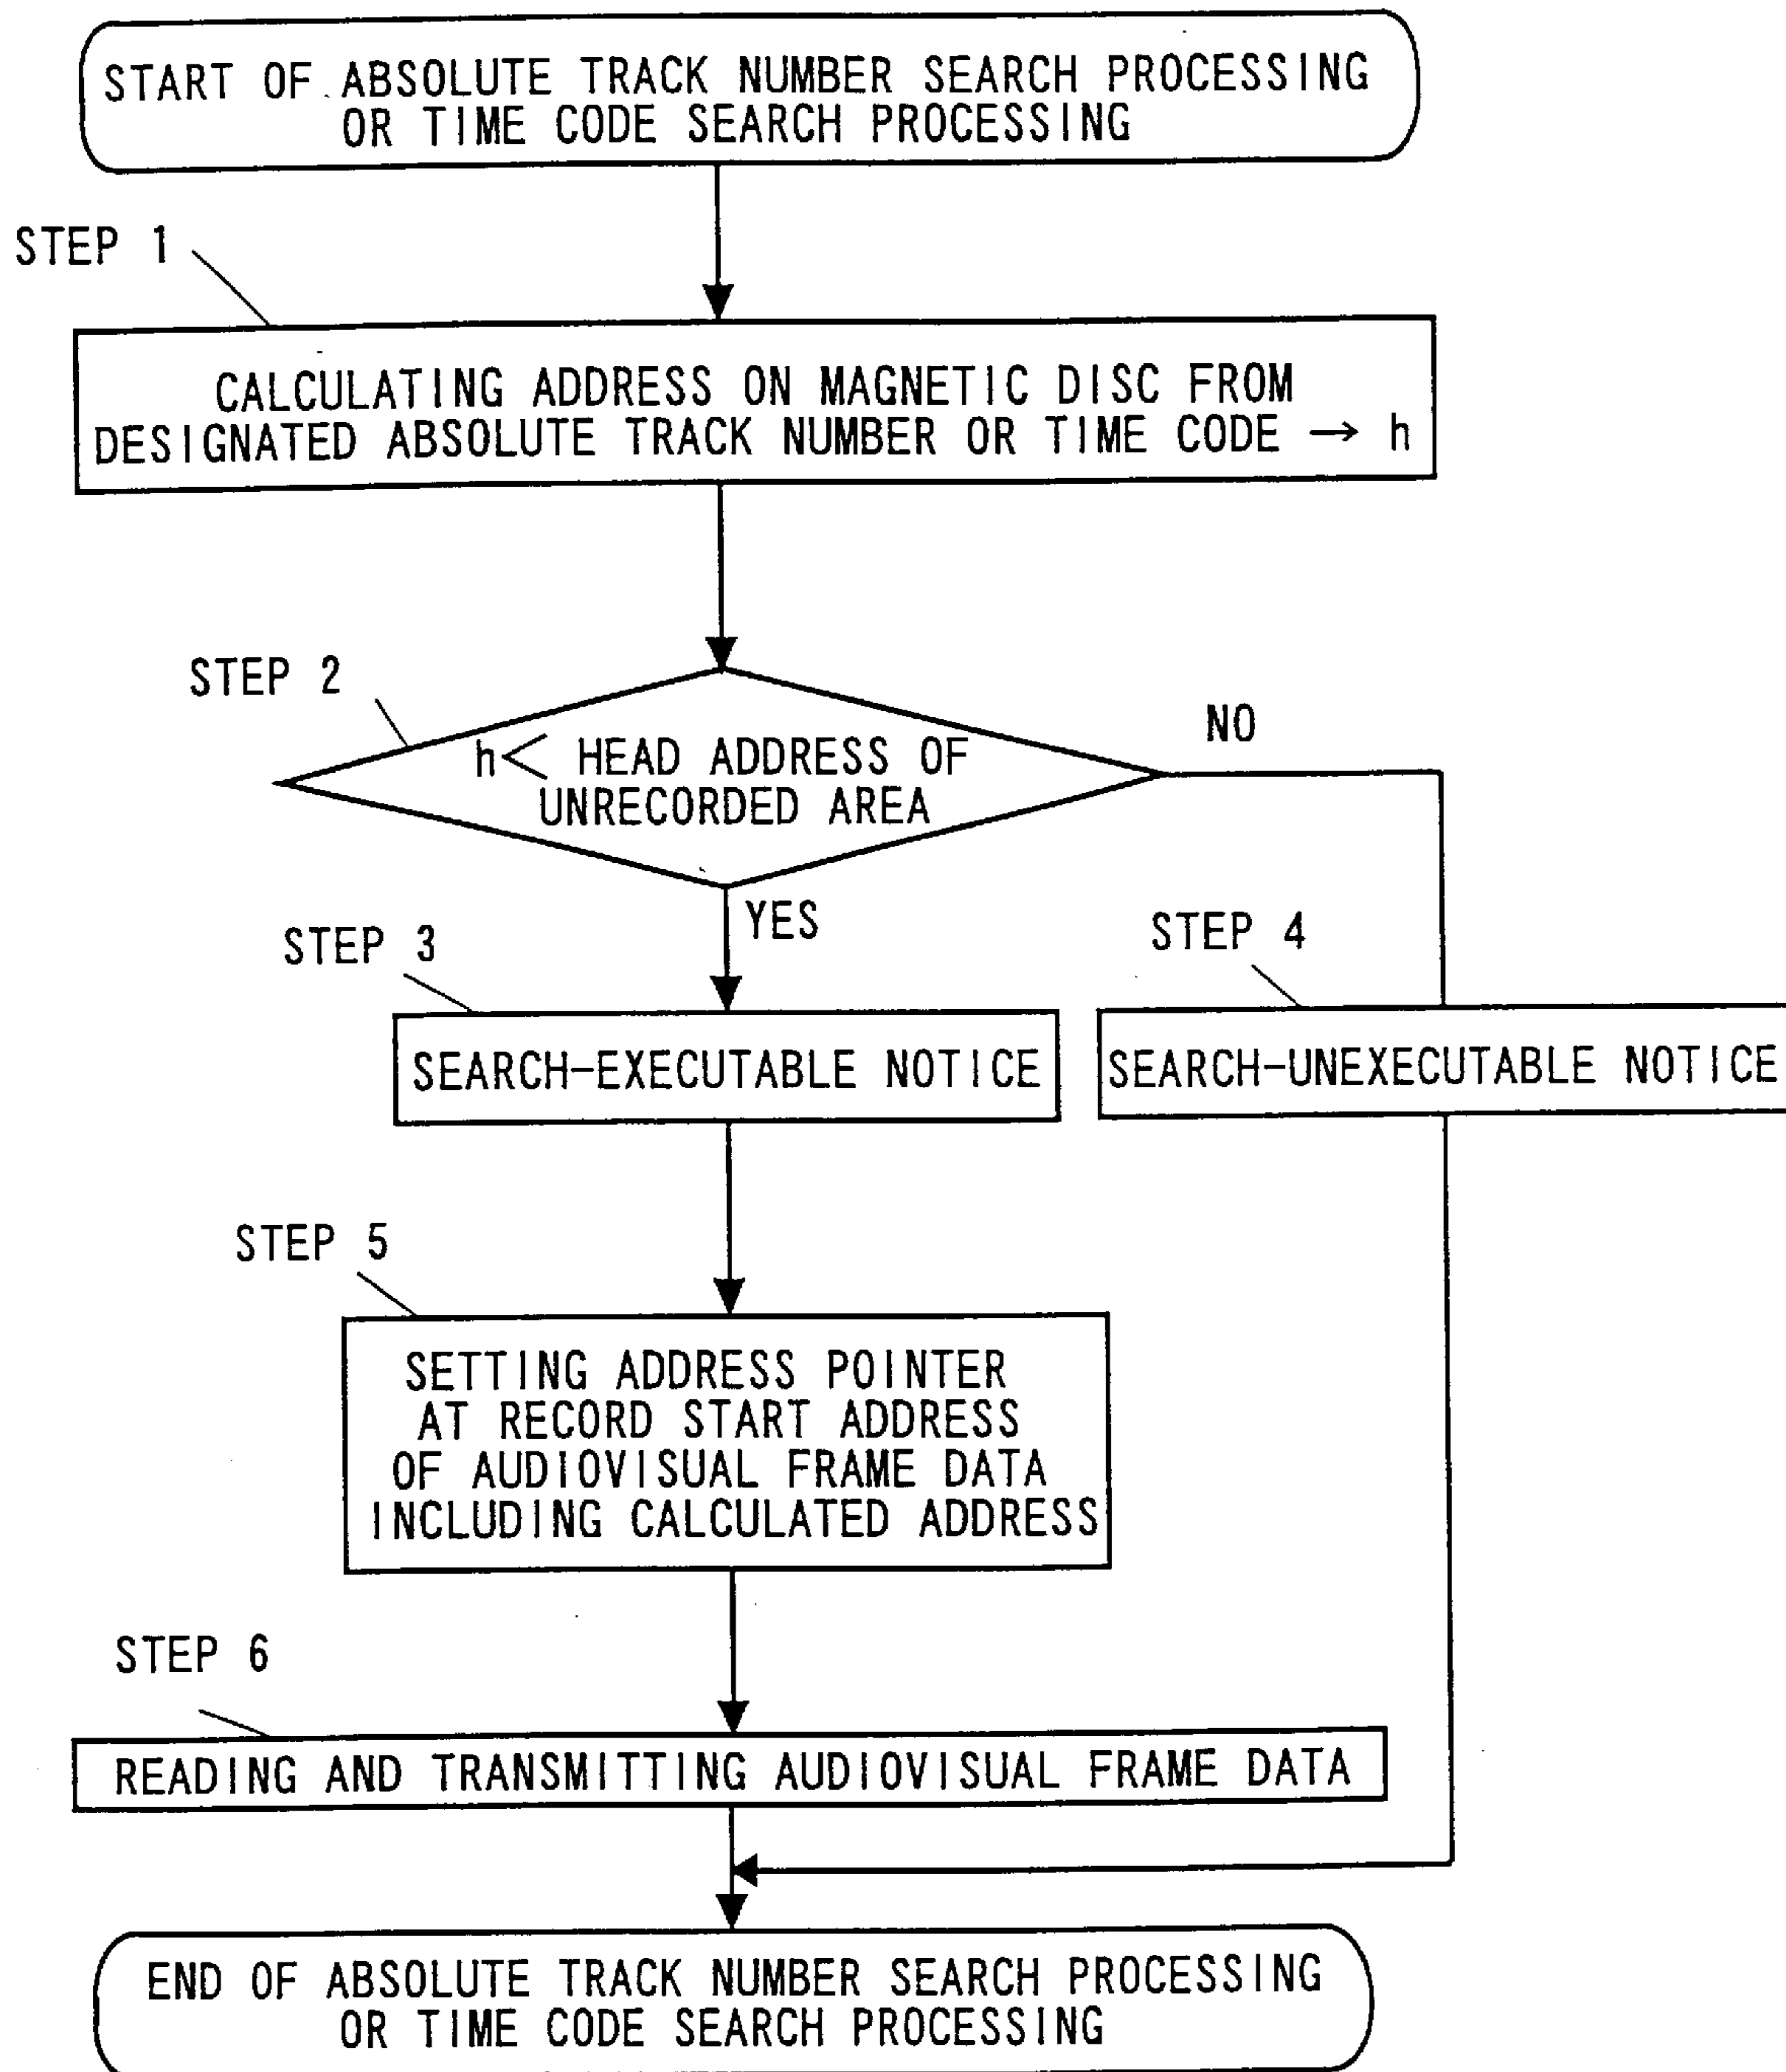 START OF ABSOLUTE TRACK NUMBER SEARCH PROCESSING
OR TIME CODE SEARCH PROCESSING
STEP 1
CALCULATING ADDRESS ON MAGNETIC DISC FROM
DESIGNATED ABSOLUTE TRACK NUMBER OR TIME CODE → h
STEP 2
h< HEAD ADDRESS OF
UNRECORDED AREA
NO
YES
STEP 3
SEARCH-EXECUTABLE NOTICE
STEP 4
SEARCH-UNEXECUTABLE NOTICE
STEP 5
SETTING ADDRESS POINTER
AT RECORD START ADDRESS
OF AUDIOVISUAL FRAME DATA
INCLUDING CALCULATED ADDRESS
STEP 6
READING AND TRANSMITTING AUDIOVISUAL FRAME DATA
END OF ABSOLUTE TRACK NUMBER SEARCH PROCESSING
OR TIME CODE SEARCH PROCESSING